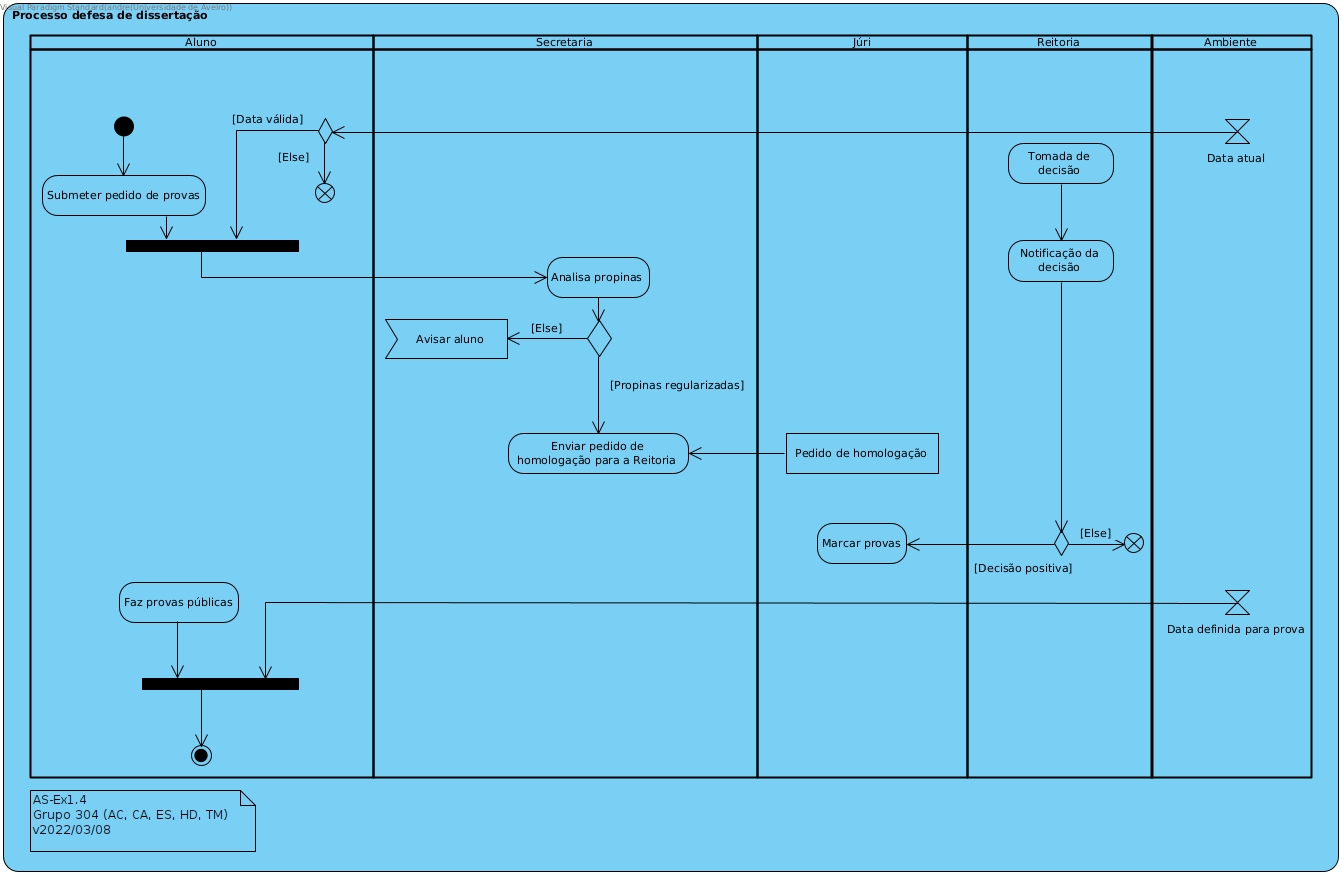 Visual Paradigm Standard(andre(Universidade de Aveiro))
Processo defesa de dissertação
Aluno
Secretaria
Júri
Reitoria
Ambiente
[Data válida]
[Else]
Data atual
Tomada de
decisão
Submeter pedido de provas
Notificação da
decisão
Analisa propinas
[Else]
Avisar aluno
[Propinas regularizadas]
Enviar pedido de
homologação para a Reitoria
Pedido de homologação
Marcar provas
[Else]
[Decisão positiva]
Faz provas públicas
Data definida para prova
AS-Ex1.4
Grupo 304 (AC, CA, ES, HD, TM)
v2022/03/08